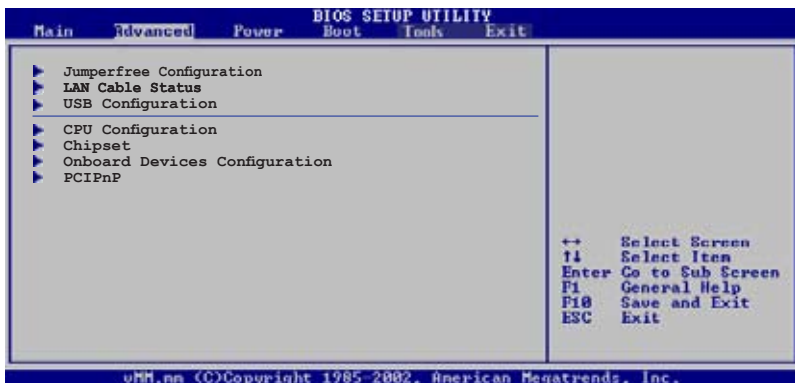 BIOS SETUP UTILITY
Main Advanced Power Boot Tools Exit
Jumperfree Configuration
LAN Cable Status
USB Configuration
CPU Configuration
Chipset
Onboard Devices Configuration
PCIPnP
↔ Select Screen
↑↓ Select Item
Enter Go to Sub Screen
F1 General Help
F10 Save and Exit
ESC Exit
vMM.nn (C)Copyright 1985-2002, American Megatrends, Inc.